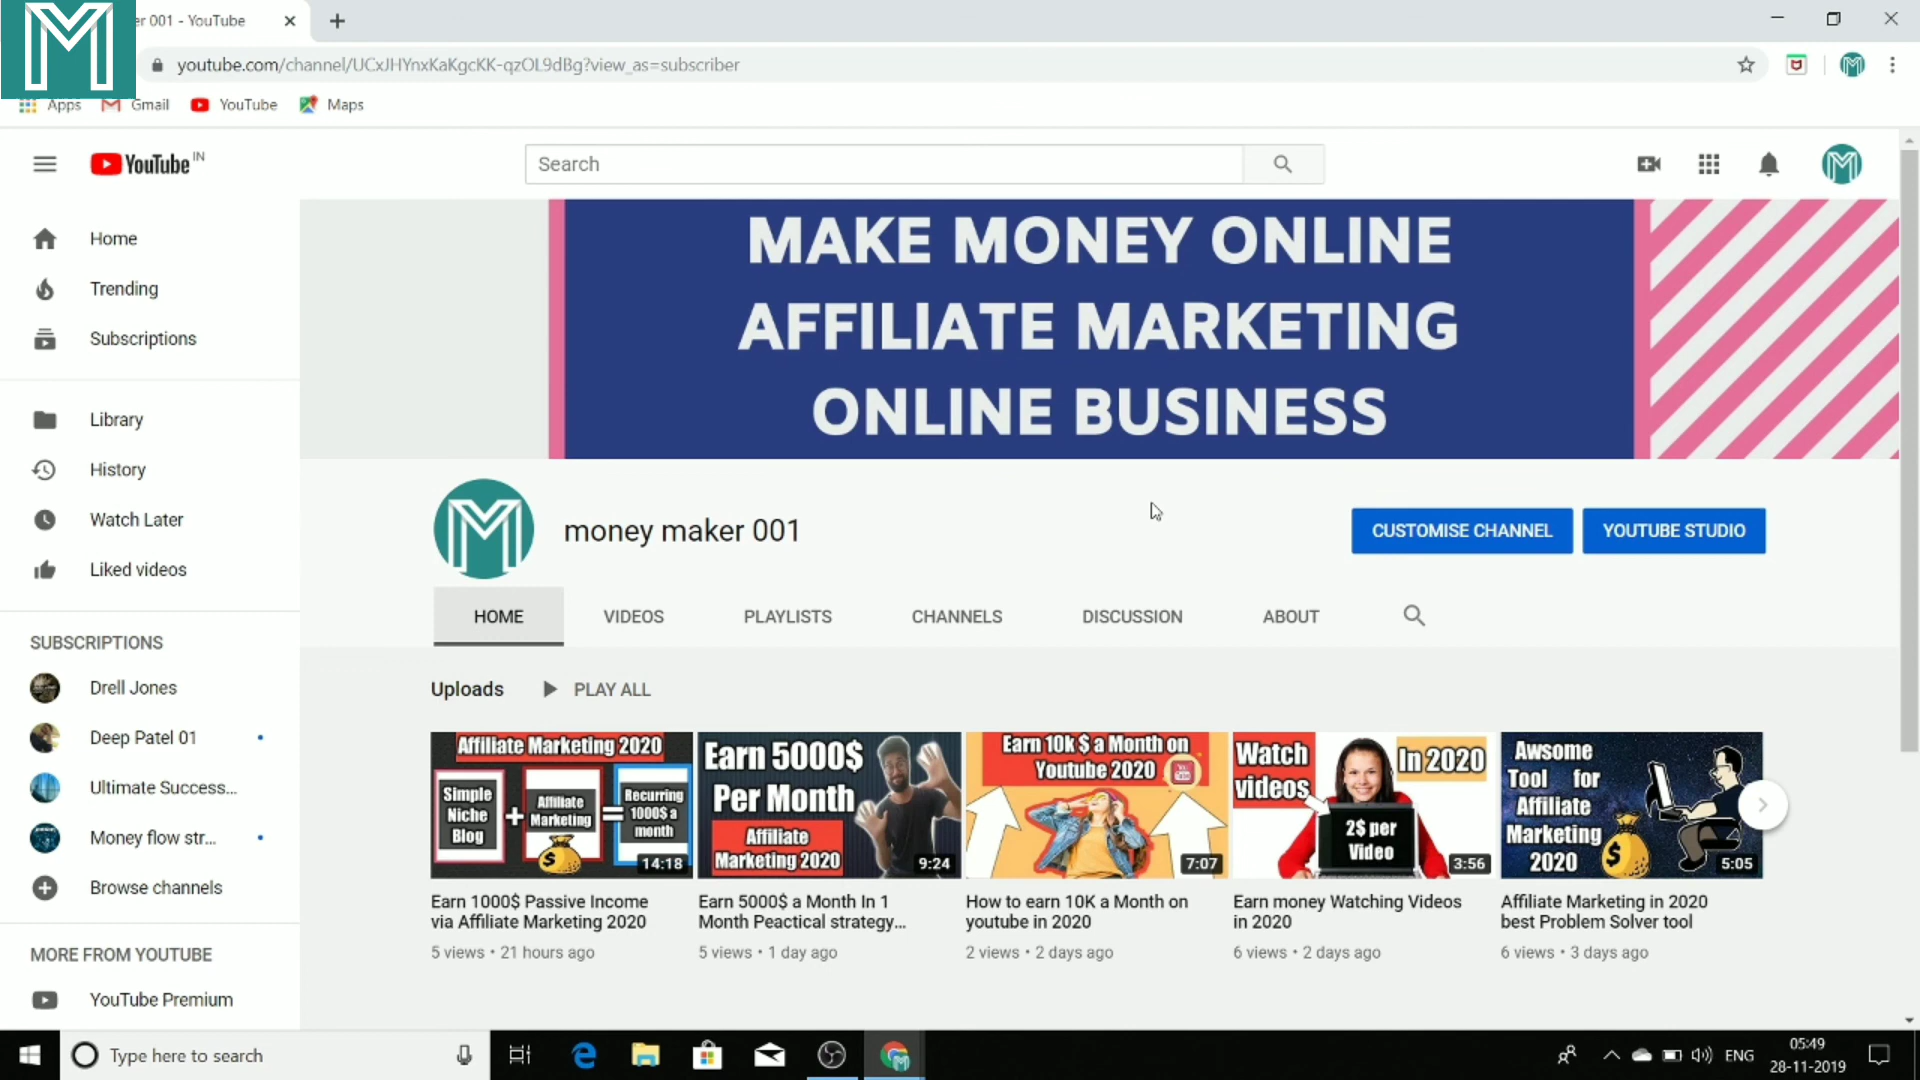 er 001 - YouTube
youtube.com/channel/UCxJHYnxKaKgcKK-qzOL9dBg?view_as=subscriber
Apps Gmail YouTube Maps
YouTube IN
Search
Home
Trending
Subscriptions
Library
History
Watch Later
Liked videos
SUBSCRIPTIONS
Drell Jones
Deep Patel 01
Ultimate Success...
Money flow str...
Browse channels
MORE FROM YOUTUBE
YouTube Premium
MAKE MONEY ONLINE
AFFILIATE MARKETING
ONLINE BUSINESS
money maker 001
CUSTOMISE CHANNEL YOUTUBE STUDIO
HOME VIDEOS PLAYLISTS CHANNELS DISCUSSION ABOUT
Uploads PLAY ALL
Affiliate Marketing 2020
Simple
Niche
Blog
+
Affiliate
Marketing
=
Recurring
1000$ a
month
$
14:18
Earn 1000$ Passive Income
via Affiliate Marketing 2020
5 views • 21 hours ago
Earn 5000$
Per Month
Affiliate
Marketing 2020
9:24
Earn 5000$ a Month In 1
Month Peactical strategy...
5 views • 1 day ago
Earn 10k $ a Month on
Youtube 2020
7:07
How to earn 10K a Month on
youtube in 2020
2 views • 2 days ago
Watch
videos
In 2020
2$ per
Video
3:56
Earn money Watching Videos
in 2020
6 views • 2 days ago
Awsome
Tool for
Affiliate
Marketing
2020
$
5:05
Affiliate Marketing in 2020
best Problem Solver tool
6 views • 3 days ago
Type here to search
ENG
05:49
28-11-2019